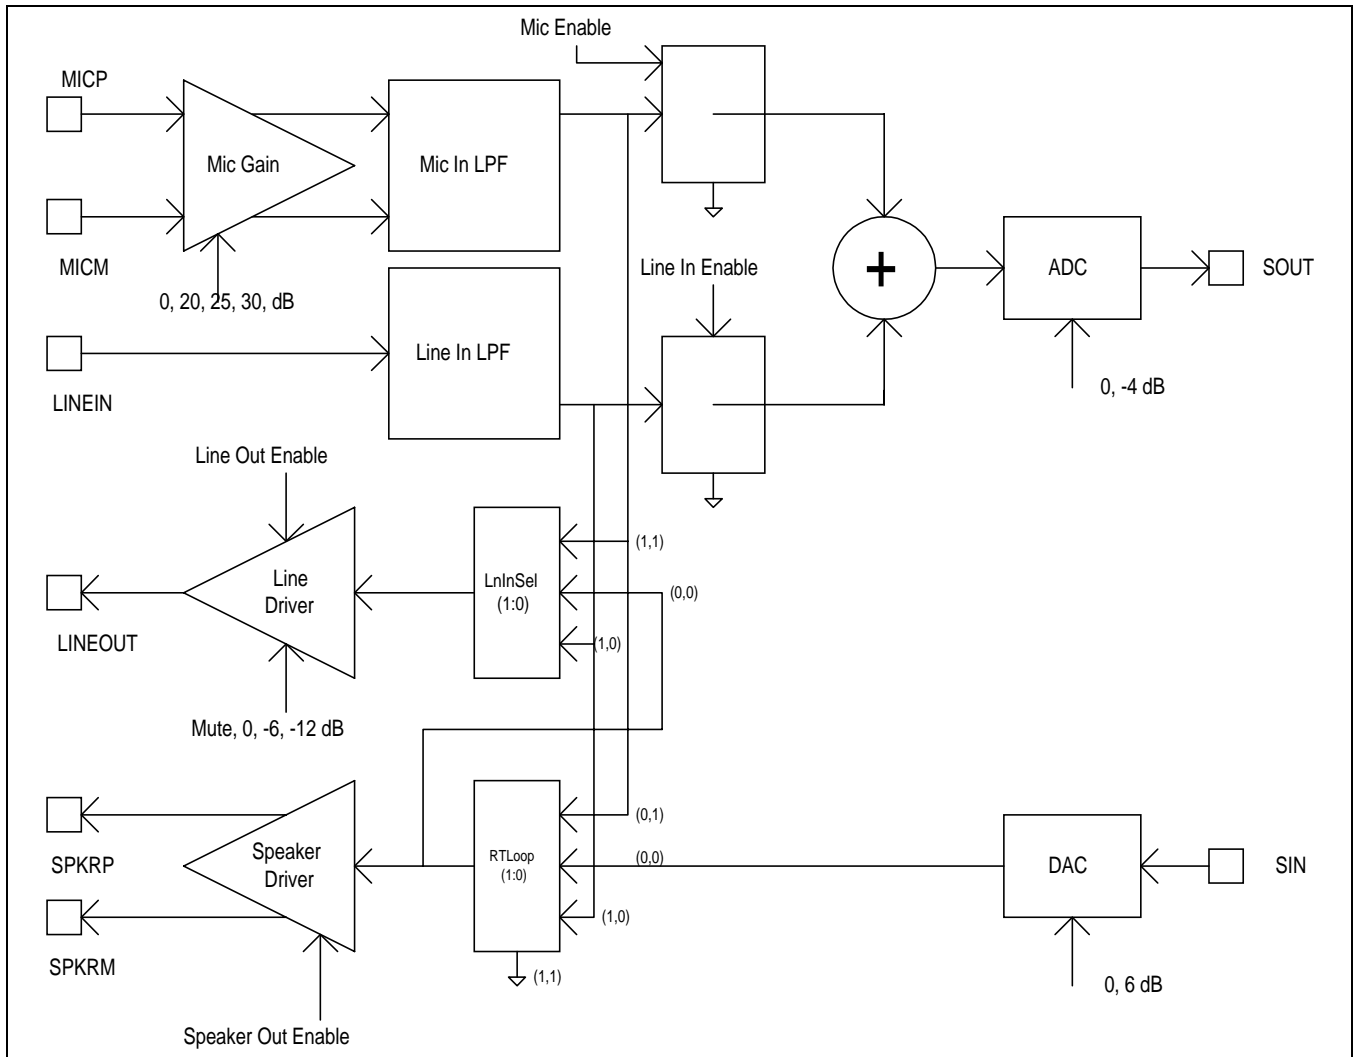 Mic Enable
MICP
Mic Gain
Mic In LPF
MICM
0, 20, 25, 30, dB
Line In Enable
+
ADC
SOUT
LINEIN
Line In LPF
0, -4 dB
Line Out Enable
(1,1)
Line
Driver
LnInSel
(1:0)
(0,0)
LINEOUT
(1,0)
Mute, 0, -6, -12 dB
(0,1)
SPKRP
Speaker
Driver
RTLoop
(1:0)
(0,0)
DAC
SIN
(1,0)
SPKRM
(1,1)
0, 6 dB
Speaker Out Enable